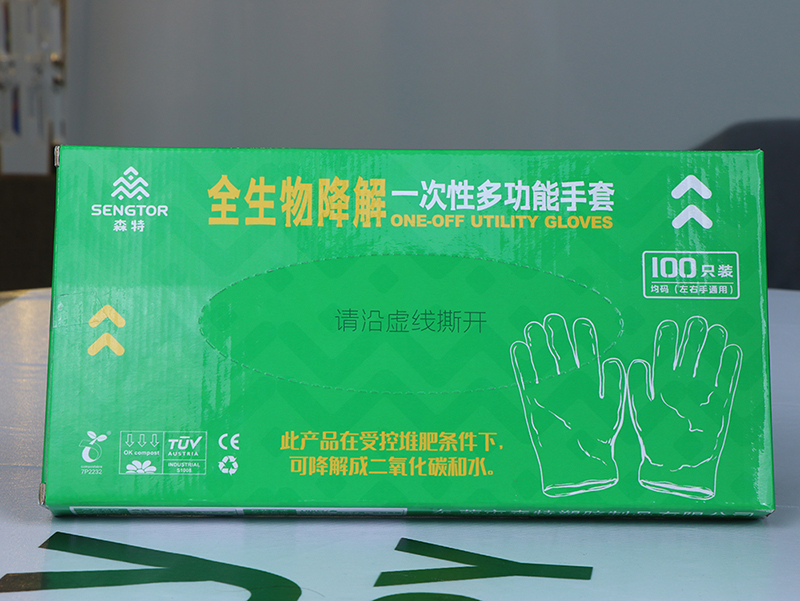 SENGTOR
森特
全生物降解一次性多功能手套
ONE-OFF UTILITY GLOVES
100只装
均码（左右手通用）
请沿虚线撕开
此产品在受控堆肥条件下，
可降解成二氧化碳和水。
7P2232
OK compost
TÜV
AUSTRIA
INDUSTRIAL
CE